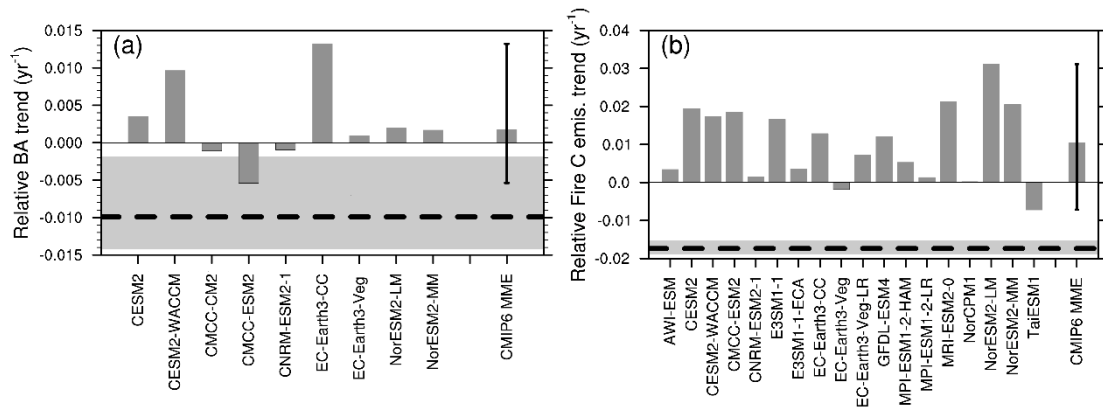 (a)
Relative BA trend (yr⁻¹)
0.015
0.010
0.005
0.000
-0.005
-0.010
-0.015
CESM2
CESM2-WACCM
CMCC-CM2
CMCC-ESM2
CNRM-ESM2-1
EC-Earth3-CC
EC-Earth3-Veg
NorESM2-LM
NorESM2-MM
CMIP6 MME
(b)
Relative Fire C emis. trend (yr⁻¹)
0.04
0.03
0.02
0.01
0.0
-0.01
-0.02
AWI-ESM
CESM2
CESM2-WACCM
CMCC-ESM2
CNRM-ESM2-1
E3SM1-1
E3SM1-1-ECA
EC-Earth3-CC
EC-Earth3-Veg
EC-Earth3-Veg-LR
GFDL-ESM4
MPI-ESM1-2-HAM
MPI-ESM1-2-LR
MRI-ESM2-0
NorCPM1
NorESM2-LM
NorESM2-MM
TaiESM1
CMIP6 MME